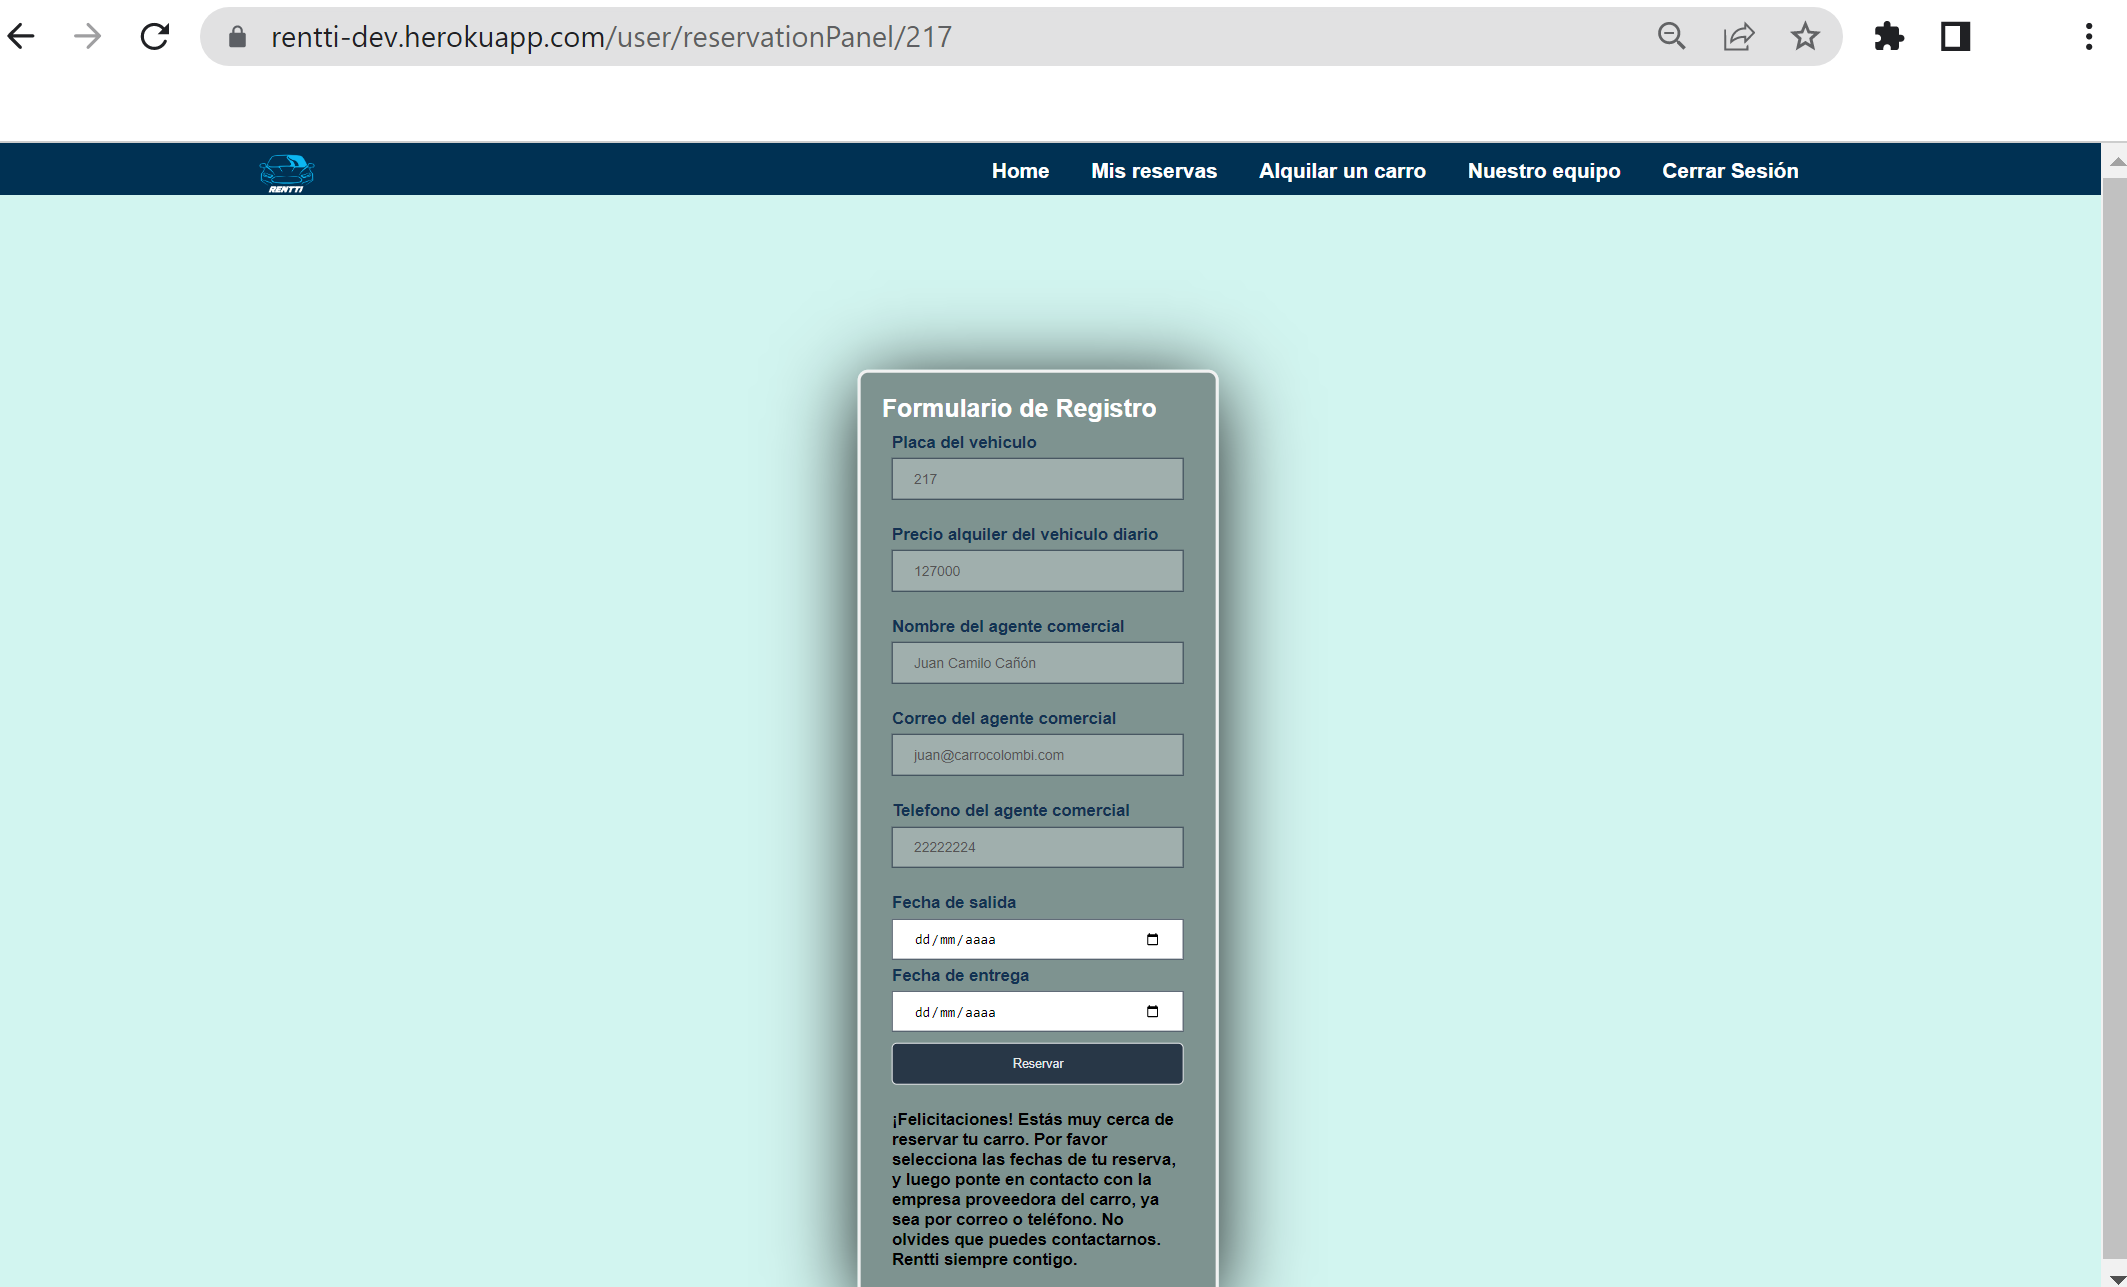 rentti-dev.herokuapp.com/user/reservationPanel/217
RENTTI
Home Mis reservas Alquilar un carro Nuestro equipo Cerrar Sesión
Formulario de Registro
Placa del vehiculo
217
Precio alquiler del vehiculo diario
127000
Nombre del agente comercial
Juan Camilo Cañón
Correo del agente comercial
juan@carrocolombi.com
Telefono del agente comercial
22222224
Fecha de salida
dd/mm/aaaa
Fecha de entrega
dd/mm/aaaa
Reservar
¡Felicitaciones! Estás muy cerca de
reservar tu carro. Por favor
selecciona las fechas de tu reserva,
y luego ponte en contacto con la
empresa proveedora del carro, ya
sea por correo o teléfono. No
olvides que puedes contactarnos.
Rentti siempre contigo.